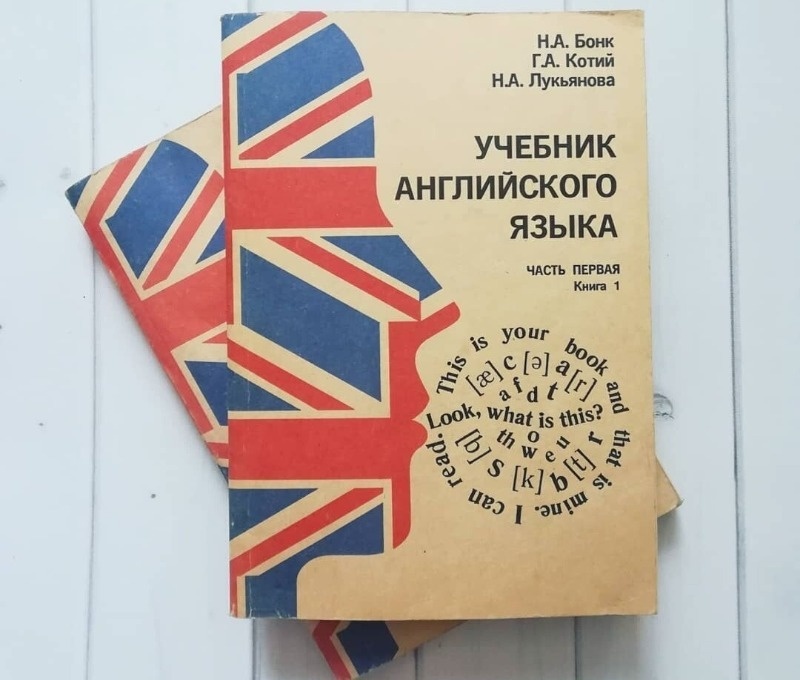 Н.А. Бонк
Г.А. Котий
Н.А. Лукьянова
УЧЕБНИК
АНГЛИЙСКОГО
ЯЗЫКА
ЧАСТЬ ПЕРВАЯ
Книга 1
This is your book and that is mine. I can read.
[æ] c [ə] a [r]
a f d t
Look, what is this?
o
th w e u r
[b] S [k] b [t]